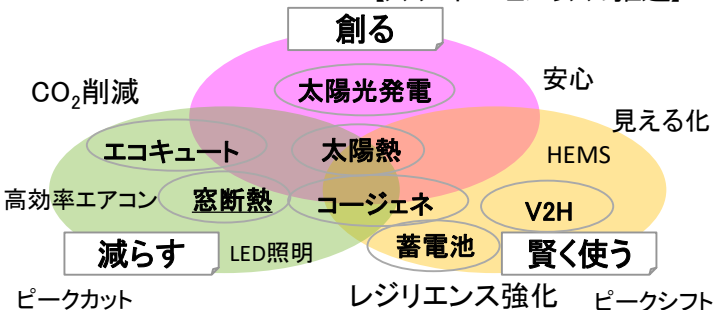 創る
太陽光発電
CO2削減
安心
見える化
エコキュート
太陽熱
HEMS
高効率エアコン
窓断熱
コージェネ
V2H
減らす
LED照明
蓄電池
賢く使う
ピークカット
レジリエンス強化
ピークシフト